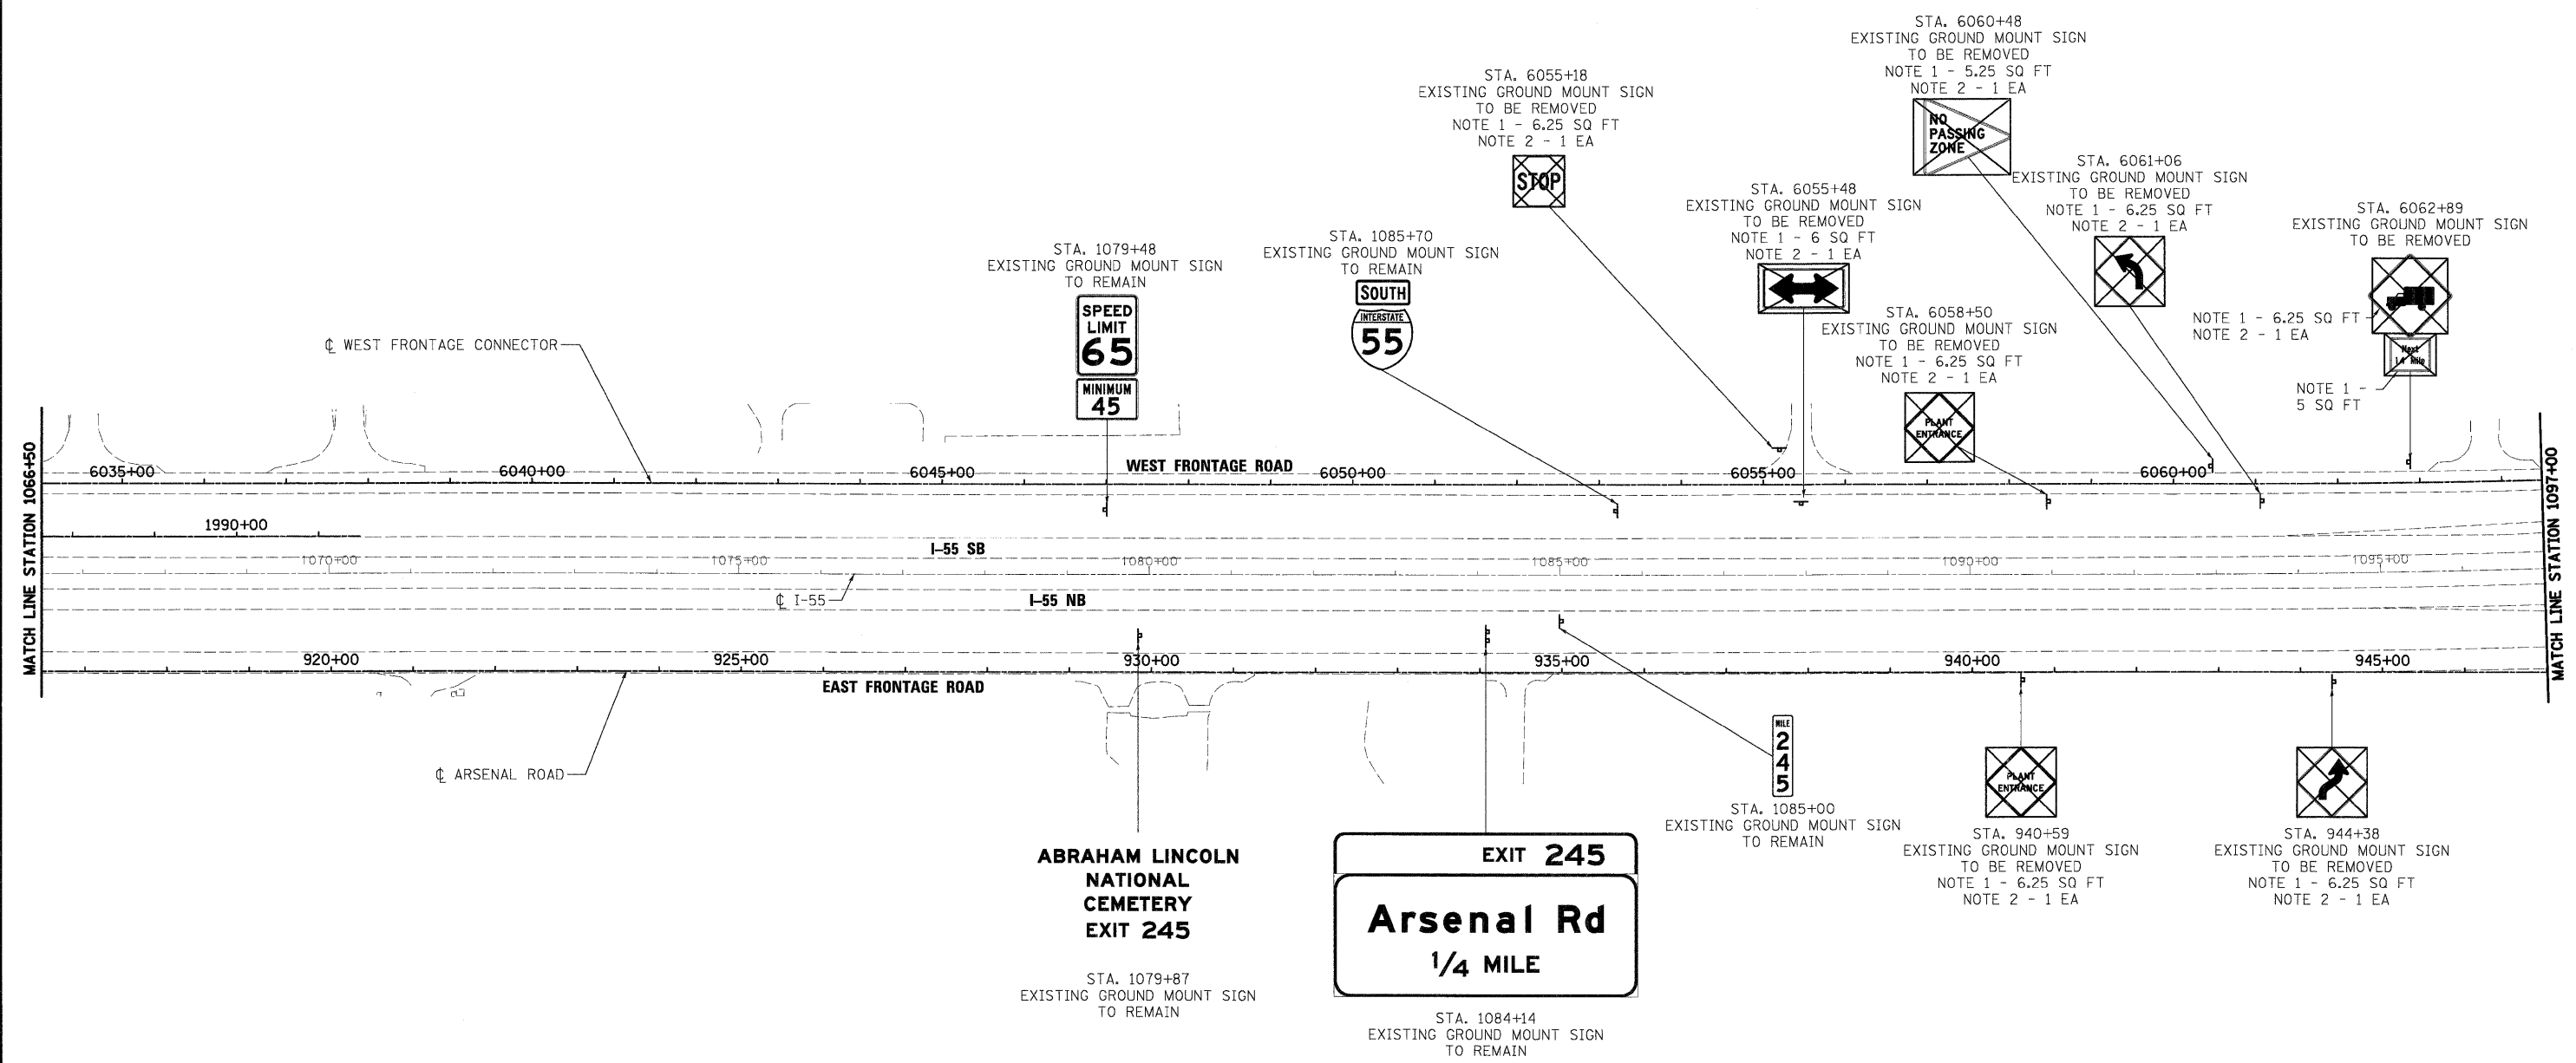 STA. 6060+48
EXISTING GROUND MOUNT SIGN
TO BE REMOVED
NOTE 1 - 5.25 SQ FT
NOTE 2 - 1 EA
NO
PASSING
ZONE
STA. 6055+18
EXISTING GROUND MOUNT SIGN
TO BE REMOVED
NOTE 1 - 6.25 SQ FT
NOTE 2 - 1 EA
STOP
STA. 6061+06
EXISTING GROUND MOUNT SIGN
TO BE REMOVED
NOTE 1 - 6.25 SQ FT
NOTE 2 - 1 EA
STA. 6055+48
EXISTING GROUND MOUNT SIGN
TO BE REMOVED
NOTE 1 - 6 SQ FT
NOTE 2 - 1 EA
STA. 6062+89
EXISTING GROUND MOUNT SIGN
TO BE REMOVED
NOTE 1 - 6.25 SQ FT
NOTE 2 - 1 EA
Next
1.4 Mile
NOTE 1 -
5 SQ FT
STA. 1079+48
EXISTING GROUND MOUNT SIGN
TO REMAIN
SPEED
LIMIT
65
MINIMUM
45
STA. 1085+70
EXISTING GROUND MOUNT SIGN
TO REMAIN
SOUTH
INTERSTATE
55
STA. 6058+50
EXISTING GROUND MOUNT SIGN
TO BE REMOVED
NOTE 1 - 6.25 SQ FT
NOTE 2 - 1 EA
PLANT
ENTRANCE
℄ WEST FRONTAGE CONNECTOR
MATCH LINE STATION 1066+50
6035+00 6040+00 6045+00 WEST FRONTAGE ROAD 6050+00 6055+00 6060+00
MATCH LINE STATION 1097+00
1990+00
I-55 SB
1070+00 1075+00 1080+00 1085+00 1090+00 1095+00
℄ I-55
I-55 NB
920+00 925+00 930+00 935+00 940+00 945+00
EAST FRONTAGE ROAD
℄ ARSENAL ROAD
MILE
2
4
5
STA. 1085+00
EXISTING GROUND MOUNT SIGN
TO REMAIN
PLANT
ENTRANCE
STA. 940+59
EXISTING GROUND MOUNT SIGN
TO BE REMOVED
NOTE 1 - 6.25 SQ FT
NOTE 2 - 1 EA
STA. 944+38
EXISTING GROUND MOUNT SIGN
TO BE REMOVED
NOTE 1 - 6.25 SQ FT
NOTE 2 - 1 EA
ABRAHAM LINCOLN
NATIONAL
CEMETERY
EXIT 245
STA. 1079+87
EXISTING GROUND MOUNT SIGN
TO REMAIN
EXIT 245
Arsenal Rd
1/4 MILE
STA. 1084+14
EXISTING GROUND MOUNT SIGN
TO REMAIN